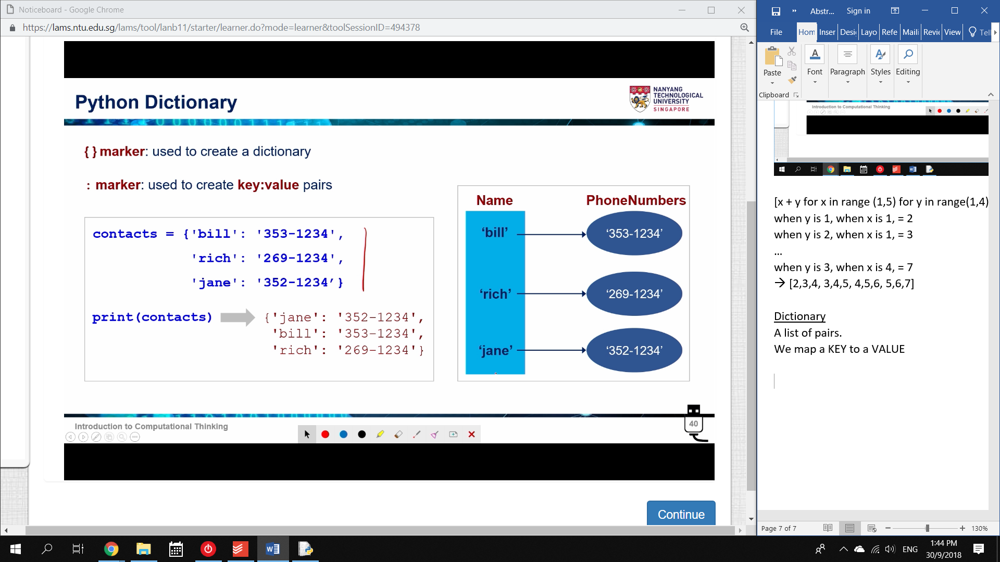 Noticeboard - Google Chrome
https://lams.ntu.edu.sg/lams/tool/lanb11/starter/learner.do?mode=learner&toolSessionID=494378
Python Dictionary
NANYANG
TECHNOLOGICAL
UNIVERSITY
SINGAPORE
{ } marker: used to create a dictionary
: marker: used to create key:value pairs
contacts = {'bill': '353-1234',
'rich': '269-1234',
'jane': '352-1234’}
print(contacts)
{'jane': '352-1234',
'bill': '353-1234',
'rich': '269-1234'}
Name PhoneNumbers
‘bill’ ‘353-1234’
‘rich’ ‘269-1234’
‘jane’ ‘352-1234’
Introduction to Computational Thinking
40
Continue
Abstr... Sign in
File Hom Inser Desi Layo Refe Maili Revi View Tel
Paste Font Paragraph Styles Editing
Clipboard
Introduction to Computational Thinking
[x + y for x in range (1,5) for y in range(1,4)
when y is 1, when x is 1, = 2
when y is 2, when x is 1, = 3
...
when y is 3, when x is 4, = 7
→ [2,3,4, 3,4,5, 4,5,6, 5,6,7]
Dictionary
A list of pairs.
We map a KEY to a VALUE
Page 7 of 7 130%
ENG
1:44 PM
30/9/2018